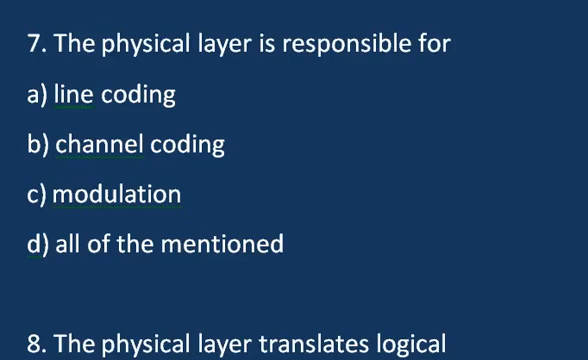 7. The physical layer is responsible for
a) line coding
b) channel coding
c) modulation
d) all of the mentioned
8. The physical layer translates logical